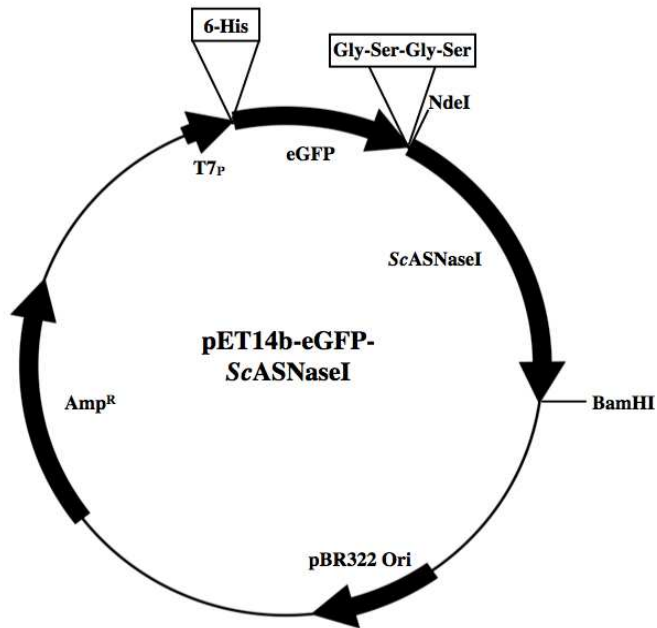 6-His
Gly-Ser-Gly-Ser
NdeI
T7P
eGFP
ScASNaseI
pET14b-eGFP-
ScASNaseI
AmpR
BamHI
pBR322 Ori